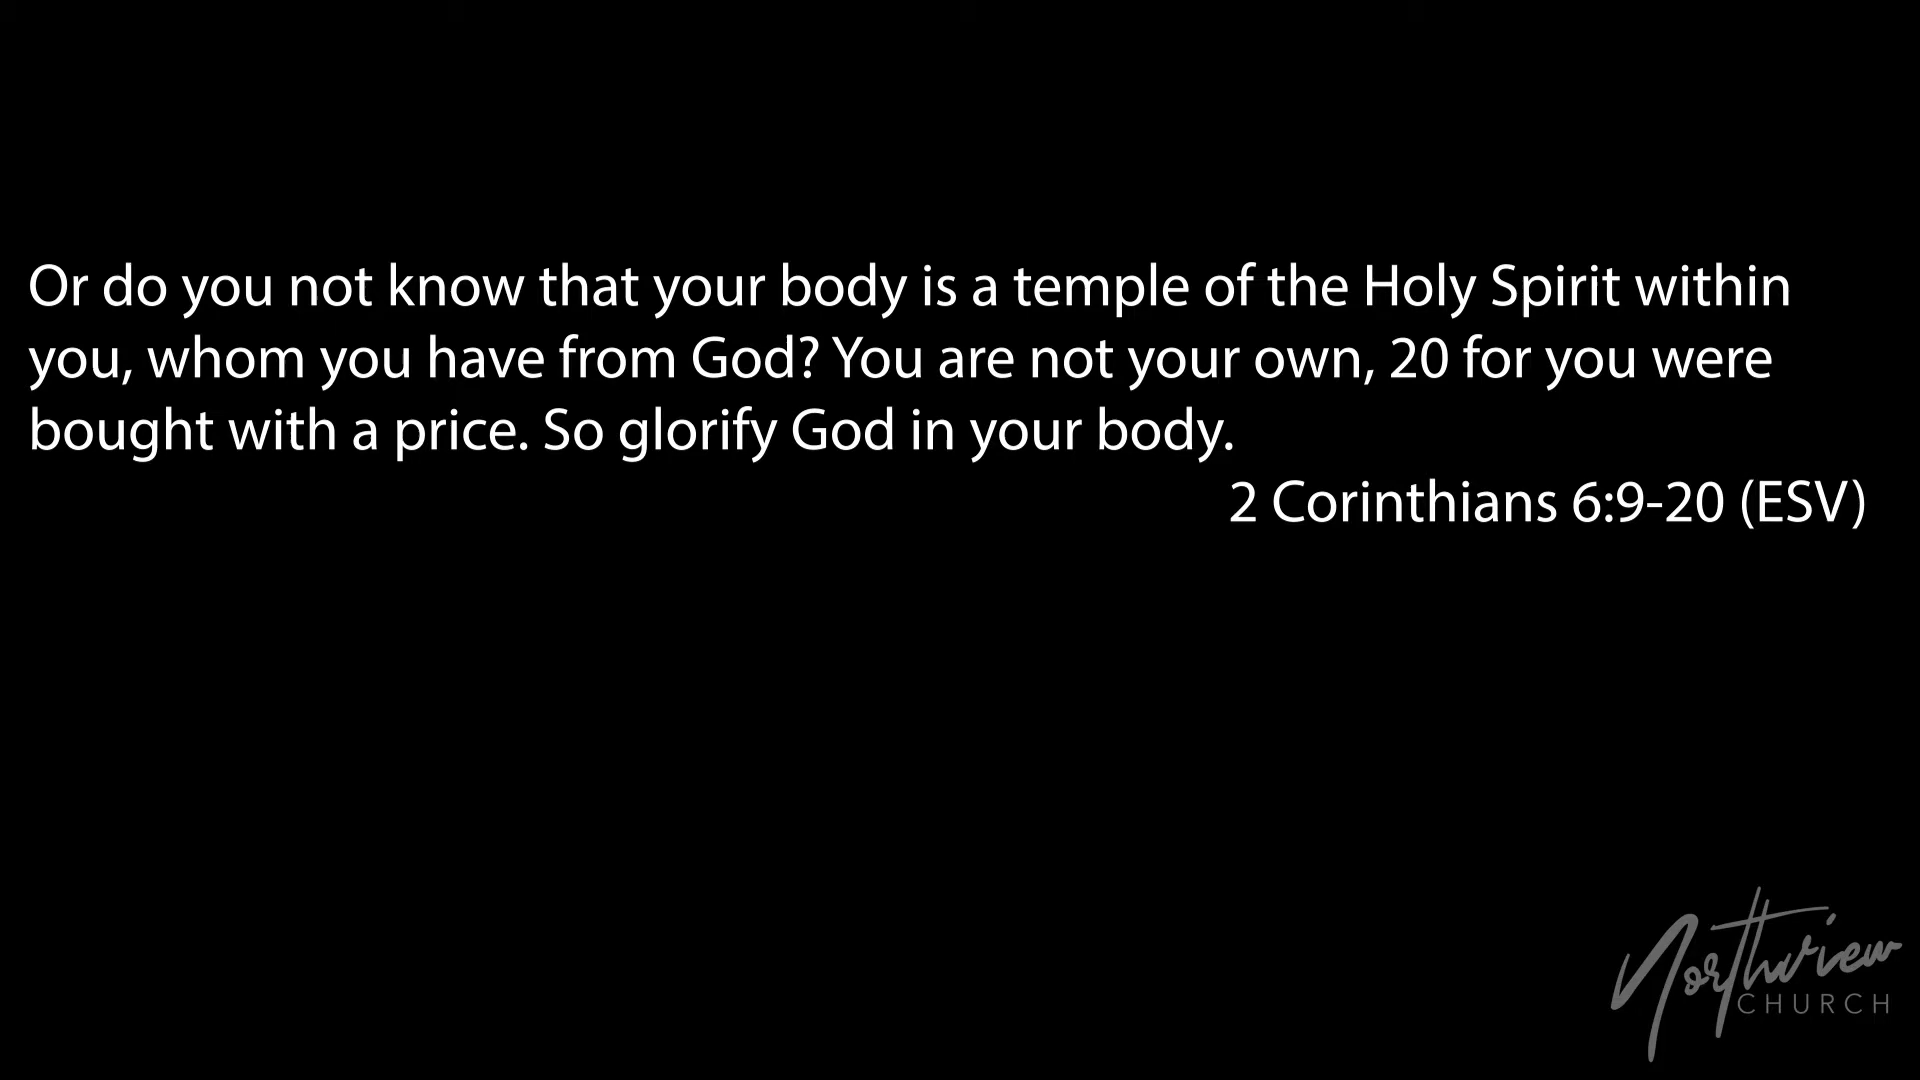 Or do you not know that your body is a temple of the Holy Spirit within
you, whom you have from God? You are not your own, 20 for you were
bought with a price. So glorify God in your body.
2 Corinthians 6:9-20 (ESV)
Northview
CHURCH